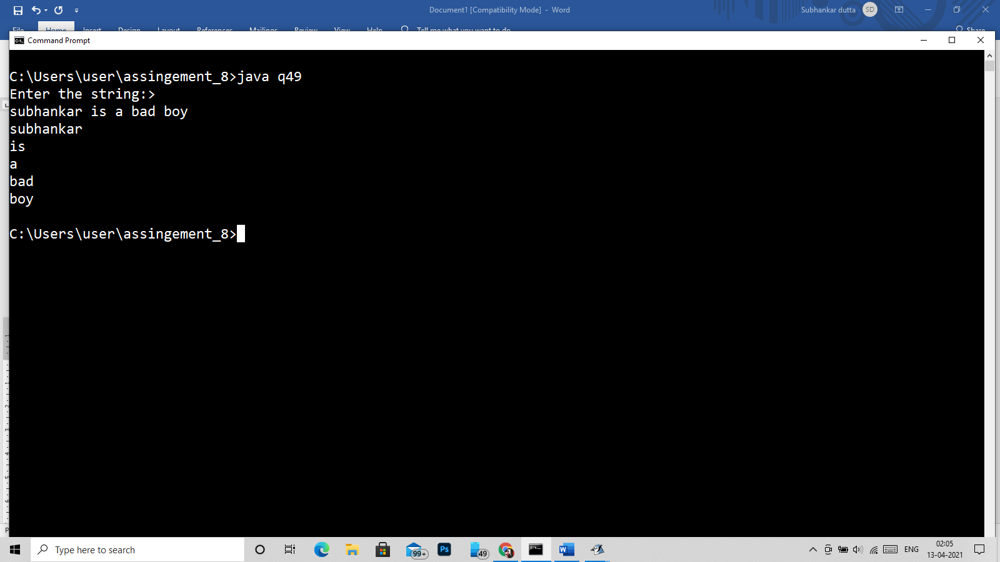 Document1 [Compatibility Mode] - Word
Subhankar dutta
SD
File Home Insert Design Layout References Mailings Review View Help Tell me what you want to do
Share
Command Prompt
C:\Users\user\assingement_8>java q49
Enter the string:>
subhankar is a bad boy
subhankar
is
a
bad
boy
C:\Users\user\assingement_8>
Type here to search
99+
Ps
49
ENG
02:05
13-04-2021